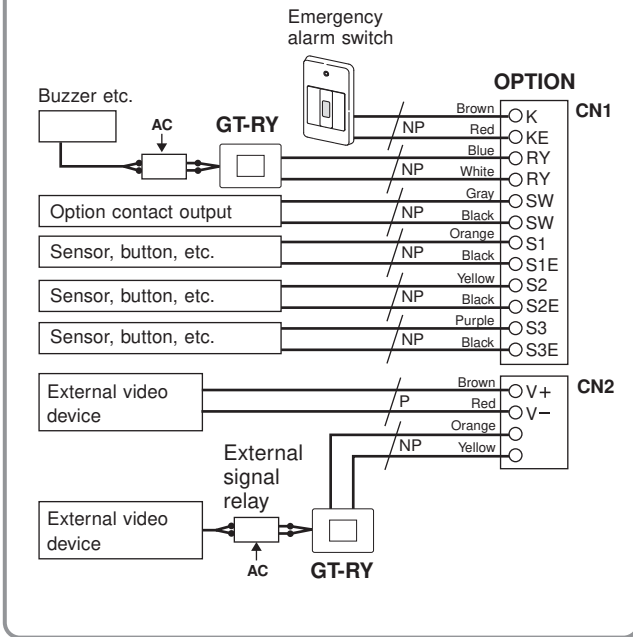 Emergency
alarm switch
OPTION
Buzzer etc.
AC
GT-RY
Brown
K
CN1
NP
Red
KE
Blue
RY
NP
White
RY
Option contact output
Gray
SW
NP
Black
SW
Sensor, button, etc.
Orange
S1
NP
Black
S1E
Sensor, button, etc.
Yellow
S2
NP
Black
S2E
Sensor, button, etc.
Purple
S3
NP
Black
S3E
External video
device
Brown
V+
CN2
P
Red
V−
Orange
NP
Yellow
External
signal
relay
External video
device
AC
GT-RY